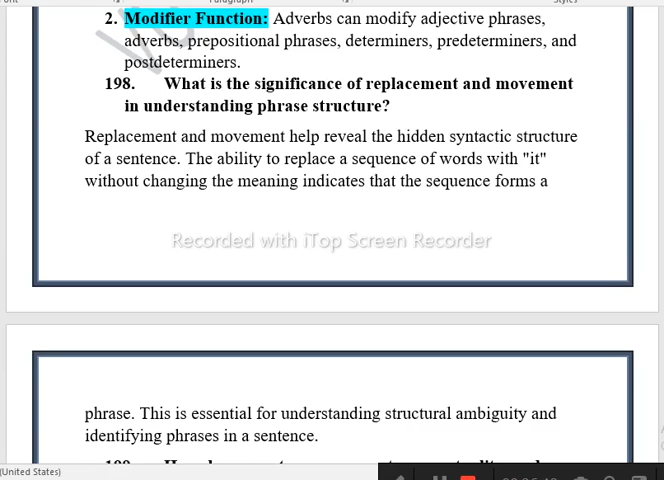 2. Modifier Function: Adverbs can modify adjective phrases,
adverbs, prepositional phrases, determiners, predeterminers, and
postdeterminers.
198. What is the significance of replacement and movement
in understanding phrase structure?
Replacement and movement help reveal the hidden syntactic structure
of a sentence. The ability to replace a sequence of words with "it"
without changing the meaning indicates that the sequence forms a
Recorded with iTop Screen Recorder
phrase. This is essential for understanding structural ambiguity and
identifying phrases in a sentence.
(United States)